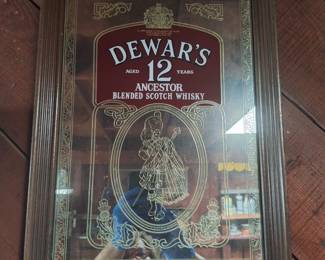 DEWAR'S
AGED 12 YEARS
ANCESTOR
BLENDED SCOTCH WHISKY